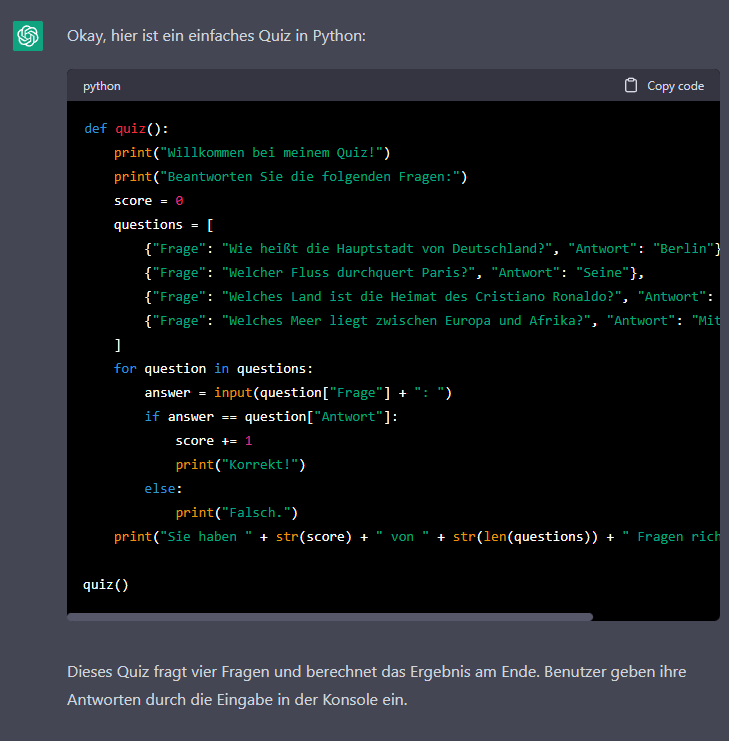 Okay, hier ist ein einfaches Quiz in Python:
python
Copy code
def quiz():
    print("Willkommen bei meinem Quiz!")
    print("Beantworten Sie die folgenden Fragen:")
    score = 0
    questions = [
        {"Frage": "Wie heißt die Hauptstadt von Deutschland?", "Antwort": "Berlin"}
        {"Frage": "Welcher Fluss durchquert Paris?", "Antwort": "Seine"},
        {"Frage": "Welches Land ist die Heimat des Cristiano Ronaldo?", "Antwort":
        {"Frage": "Welches Meer liegt zwischen Europa und Afrika?", "Antwort": "Mit
    ]
    for question in questions:
        answer = input(question["Frage"] + ": ")
        if answer == question["Antwort"]:
            score += 1
            print("Korrekt!")
        else:
            print("Falsch.")
    print("Sie haben " + str(score) + " von " + str(len(questions)) + " Fragen rich
quiz()
Dieses Quiz fragt vier Fragen und berechnet das Ergebnis am Ende. Benutzer geben ihre
Antworten durch die Eingabe in der Konsole ein.